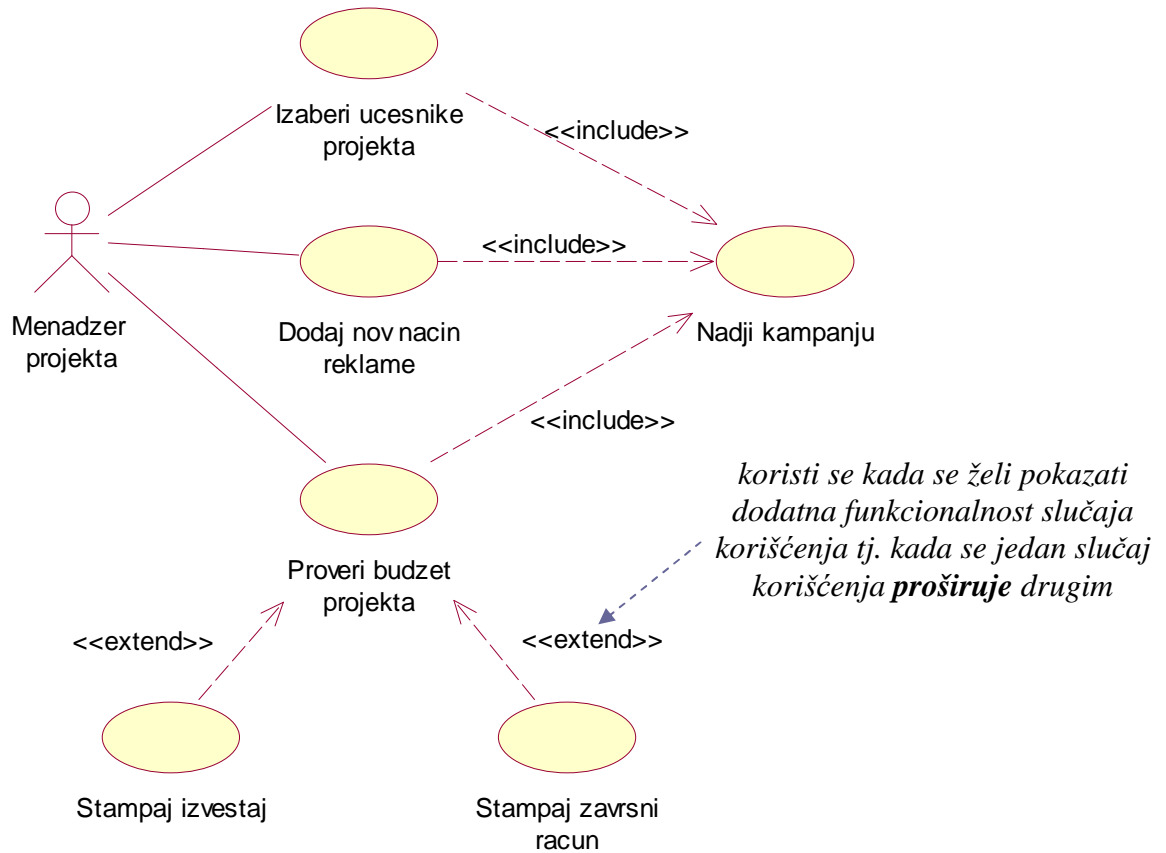 Izaberi ucesnike
projekta
<<include>>
<<include>>
Menadzer
projekta
Dodaj nov nacin
reklame
Nadji kampanju
<<include>>
koristi se kada se želi pokazati
dodatna funkcionalnost slučaja
korišćenja tj. kada se jedan slučaj
korišćenja proširuje drugim
Proveri budzet
projekta
<<extend>>
<<extend>>
Stampaj izvestaj
Stampaj zavrsni
racun